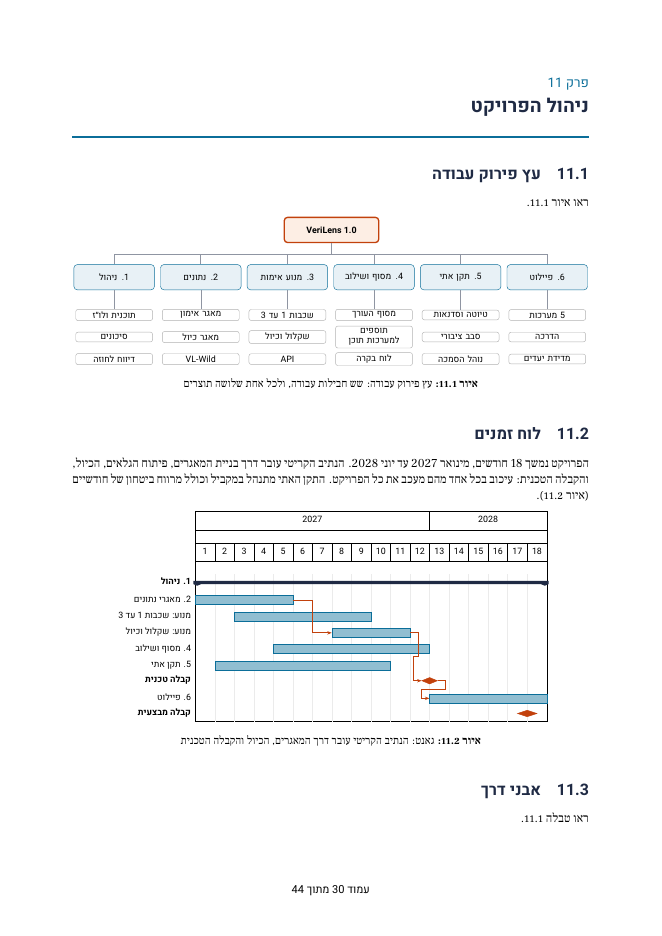 פרק 11
ניהול הפרויקט
11.1 עץ פירוק עבודה
ראו איור 11.1.
VeriLens 1.0
1. ניהול
2. נתונים
3. מנוע אימות
4. מסוף ושילוב
5. תקן אתי
6. פיילוט
תוכנית ולו"ז
מאגר אימון
שכבות 1 עד 3
מסוף העורך
טיוטה וסדנאות
5 מערכות
סיכונים
מאגר כיול
שקלול וכיול
תוספים
למערכות תוכן
סבב ציבורי
הדרכה
דיווח לחוזה
VL-Wild
API
לוח בקרה
נוהל הסמכה
מדידת יעדים
איור 11.1: עץ פירוק עבודה: שש חבילות עבודה, ולכל אחת שלושה תוצרים
11.2 לוח זמנים
הפרויקט נמשך 18 חודשים, מינואר 2027 עד יוני 2028. הנתיב הקריטי עובר דרך בניית המאגרים, פיתוח הגלאים, הכיול,
והקבלה הטכנית: עיכוב בכל אחד מהם מעכב את כל הפרויקט. התקן האתי מתנהל במקביל וכולל מרווח ביטחון של חודשיים
(איור 11.2).
2027 2028
1 2 3 4 5 6 7 8 9 10 11 12 13 14 15 16 17 18
1. ניהול
2. מאגרי נתונים
מנוע: שכבות 1 עד 3
מנוע: שקלול וכיול
4. מסוף ושילוב
5. תקן אתי
קבלה טכנית
6. פיילוט
קבלה מבצעית
איור 11.2: גאנט: הנתיב הקריטי עובר דרך המאגרים, הכיול והקבלה הטכנית
11.3 אבני דרך
ראו טבלה 11.1.
עמוד 30 מתוך 44